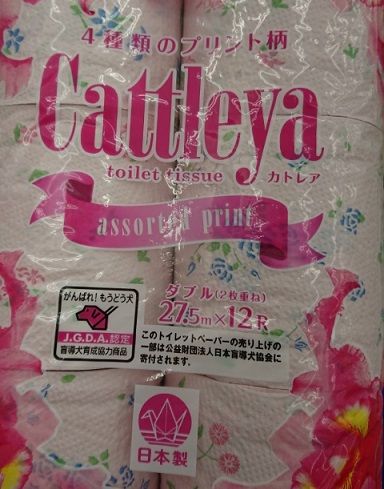 4種類のプリント柄
Cattleya
toilet tissue カトレア
assorted print
ダブル(2枚重ね)
27.5m×12R
がんばれ!もうどう犬
J.G.D.A.認定
盲導犬育成協力商品
このトイレットペーパーの売り上げの
一部は公益財団法人日本盲導犬協会に
寄付されます。
日本製